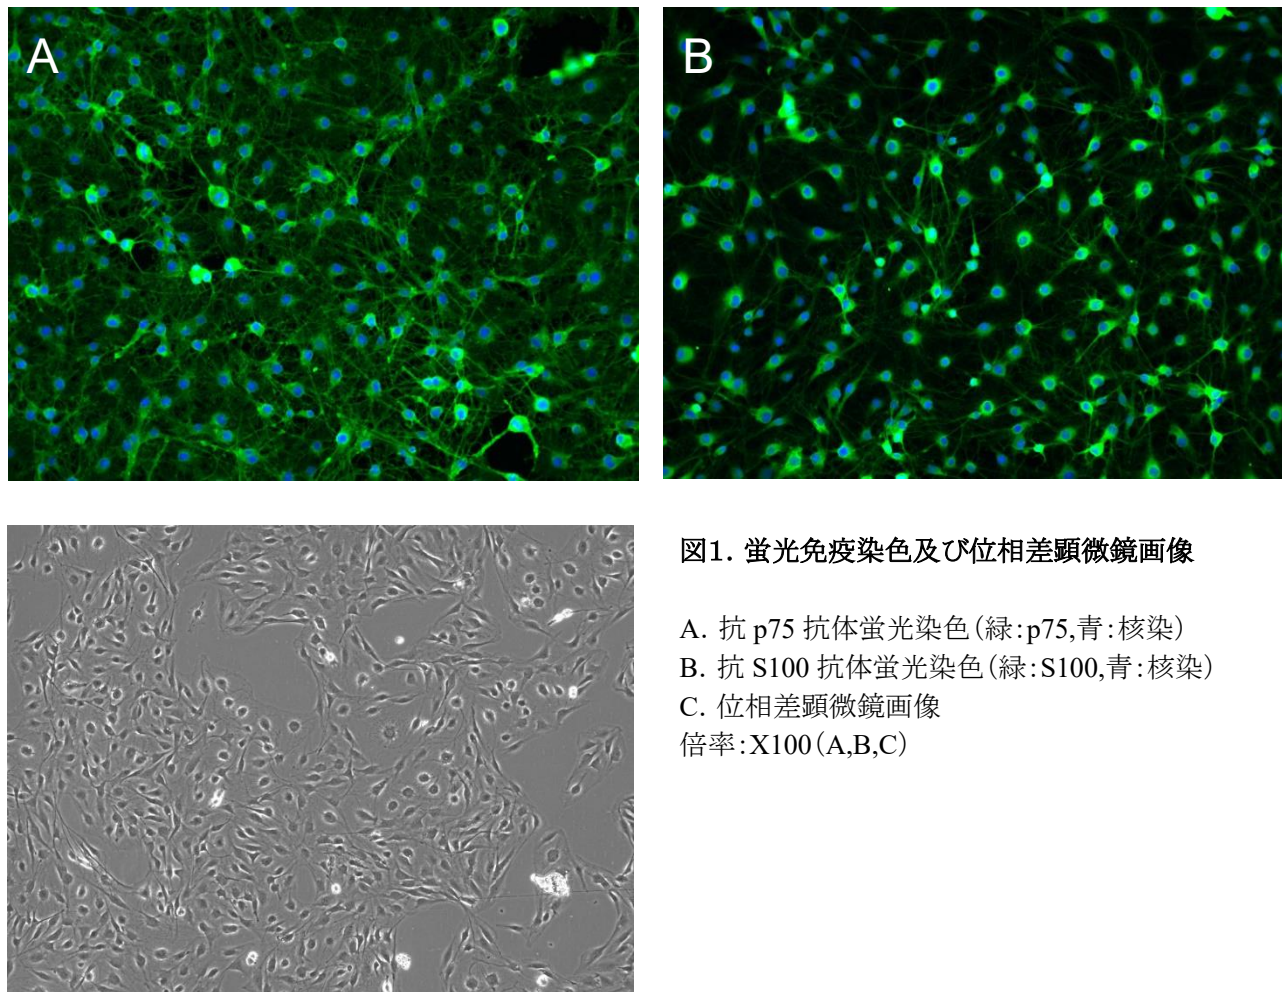 A
B
図1. 蛍光免疫染色及び位相差顕微鏡画像
A. 抗 p75 抗体蛍光染色(緑:p75,青:核染)
B. 抗 S100 抗体蛍光染色(緑:S100,青:核染)
C. 位相差顕微鏡画像
倍率:X100(A,B,C)